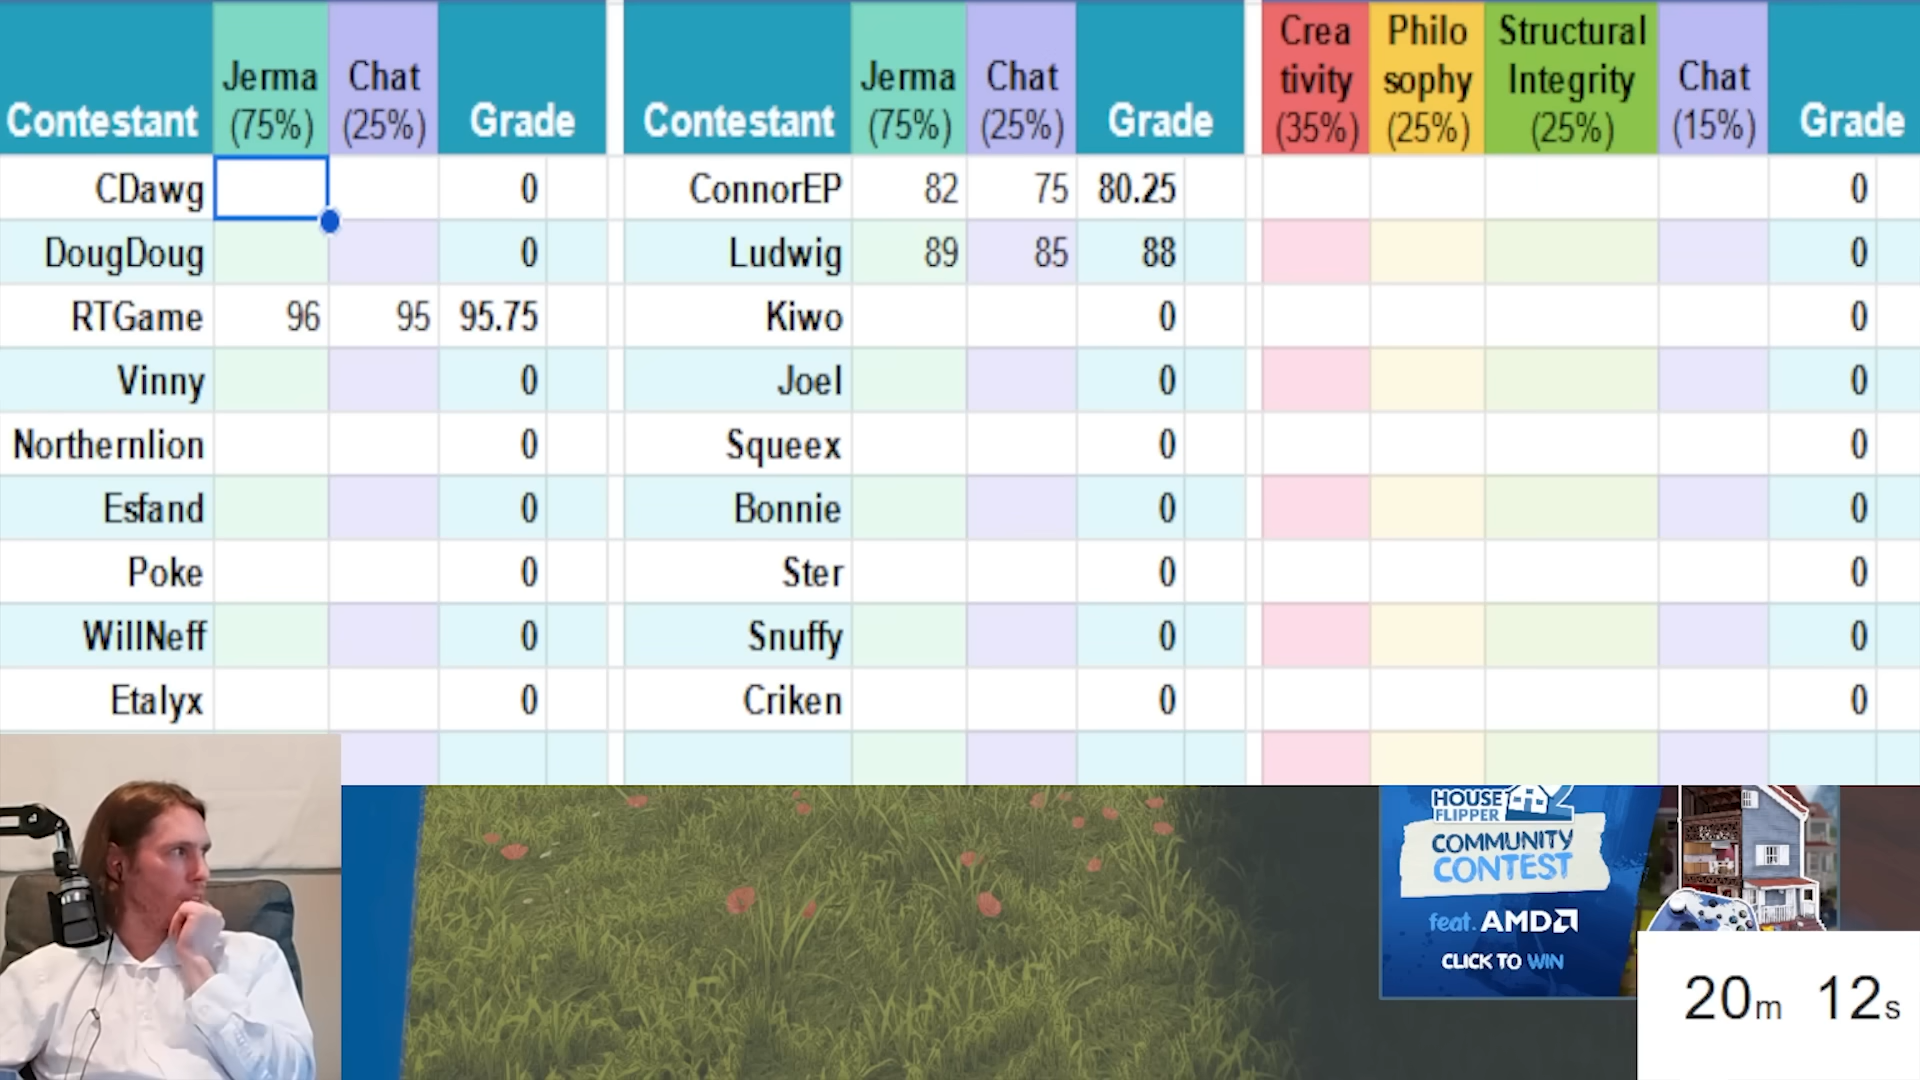 Contestant Jerma (75%) Chat (25%) Grade Contestant Jerma (75%) Chat (25%) Grade Crea tivity (35%) Philo sophy (25%) Structural Integrity (25%) Chat (15%) Grade
CDawg 0 ConnorEP 82 75 80.25 0
DougDoug 0 Ludwig 89 85 88 0
RTGame 96 95 95.75 Kiwo 0 0
Vinny 0 Joel 0 0
Northernlion 0 Squeex 0 0
Esfand 0 Bonnie 0 0
Poke 0 Ster 0 0
WillNeff 0 Snuffy 0 0
Etalyx 0 Criken 0 0
HOUSE FLIPPER 2
COMMUNITY
CONTEST
feat. AMD
CLICK TO WIN
20m 12s